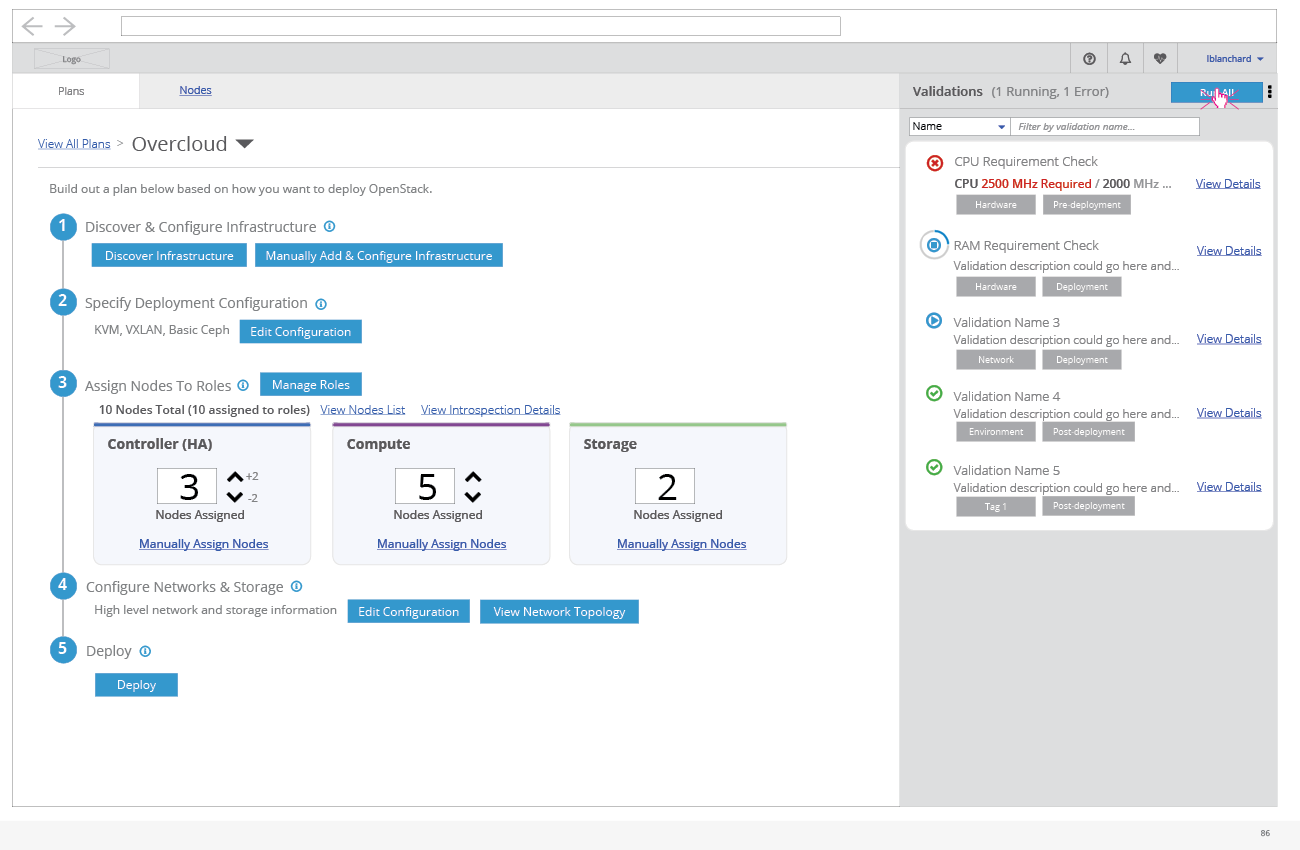 Logo
lblanchard
Plans
Nodes
Validations (1 Running, 1 Error)
Run All
Name
Filter by validation name...
View All Plans > Overcloud
Build out a plan below based on how you want to deploy OpenStack.
1 Discover & Configure Infrastructure
Discover Infrastructure
Manually Add & Configure Infrastructure
2 Specify Deployment Configuration
KVM, VXLAN, Basic Ceph
Edit Configuration
3 Assign Nodes To Roles
Manage Roles
10 Nodes Total (10 assigned to roles) View Nodes List View Introspection Details
Controller (HA)
3
+2
-2
Nodes Assigned
Manually Assign Nodes
Compute
5
Nodes Assigned
Manually Assign Nodes
Storage
2
Nodes Assigned
Manually Assign Nodes
4 Configure Networks & Storage
High level network and storage information
Edit Configuration
View Network Topology
5 Deploy
Deploy
CPU Requirement Check
CPU 2500 MHz Required / 2000 MHz ...
View Details
Hardware
Pre-deployment
RAM Requirement Check
View Details
Validation description could go here and...
Hardware
Deployment
Validation Name 3
Validation description could go here and...
View Details
Network
Deployment
Validation Name 4
Validation description could go here and...
View Details
Environment
Post-deployment
Validation Name 5
Validation description could go here and...
View Details
Tag 1
Post-deployment
86